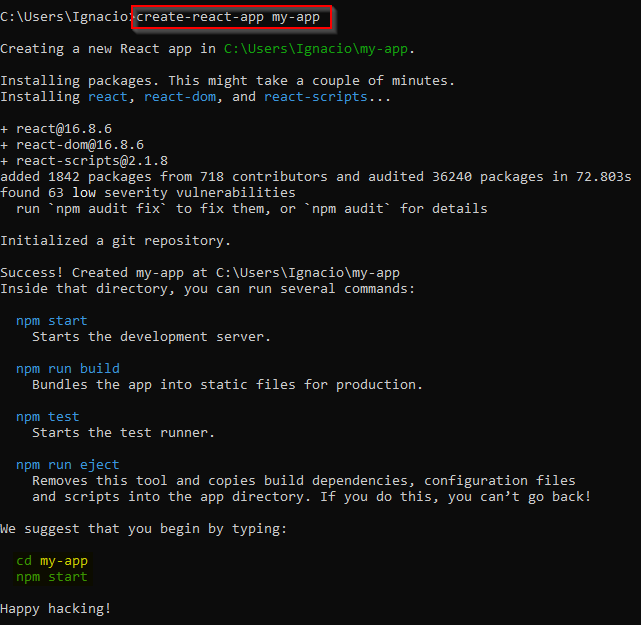 C:\Users\Ignacio>create-react-app my-app
Creating a new React app in C:\Users\Ignacio\my-app.
Installing packages. This might take a couple of minutes.
Installing react, react-dom, and react-scripts...
+ react@16.8.6
+ react-dom@16.8.6
+ react-scripts@2.1.8
added 1842 packages from 718 contributors and audited 36240 packages in 72.803s
found 63 low severity vulnerabilities
  run `npm audit fix` to fix them, or `npm audit` for details
Initialized a git repository.
Success! Created my-app at C:\Users\Ignacio\my-app
Inside that directory, you can run several commands:
  npm start
    Starts the development server.
  npm run build
    Bundles the app into static files for production.
  npm test
    Starts the test runner.
  npm run eject
    Removes this tool and copies build dependencies, configuration files
    and scripts into the app directory. If you do this, you can’t go back!
We suggest that you begin by typing:
  cd my-app
  npm start
Happy hacking!